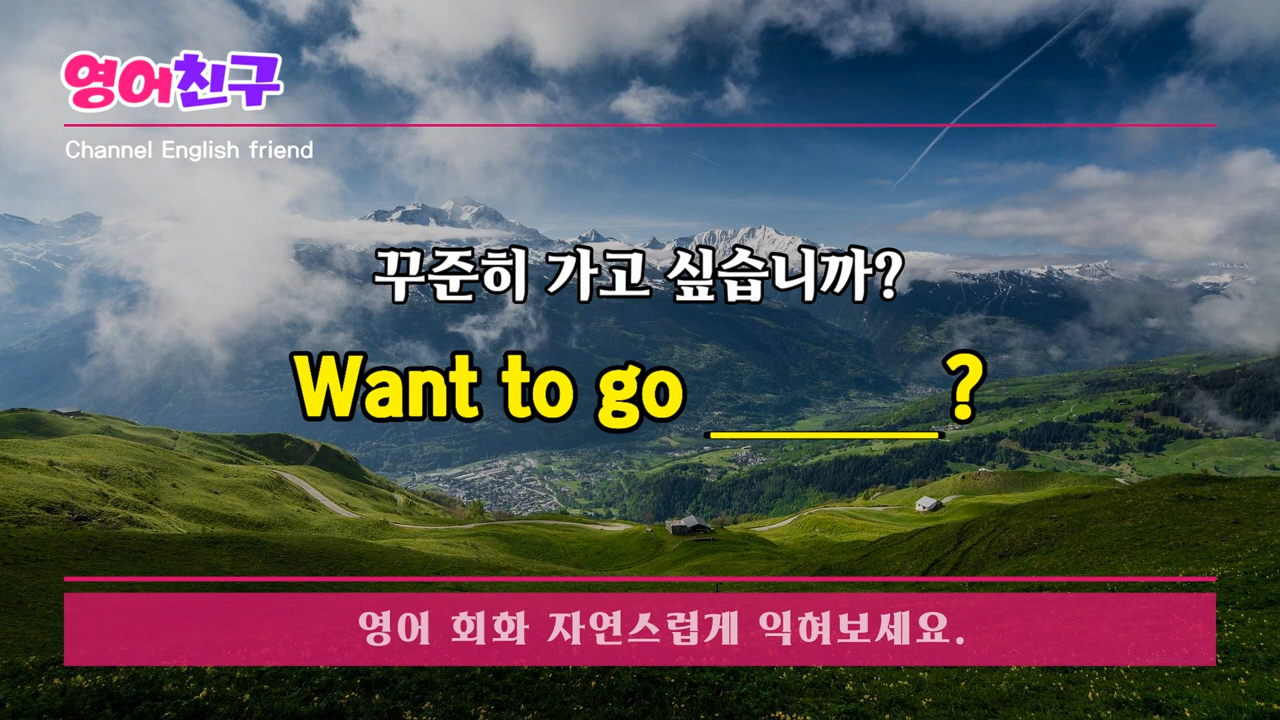 영어친구
Channel English friend
꾸준히 가고 싶습니까?
Want to go ______?
영어 회화 자연스럽게 익혀보세요.